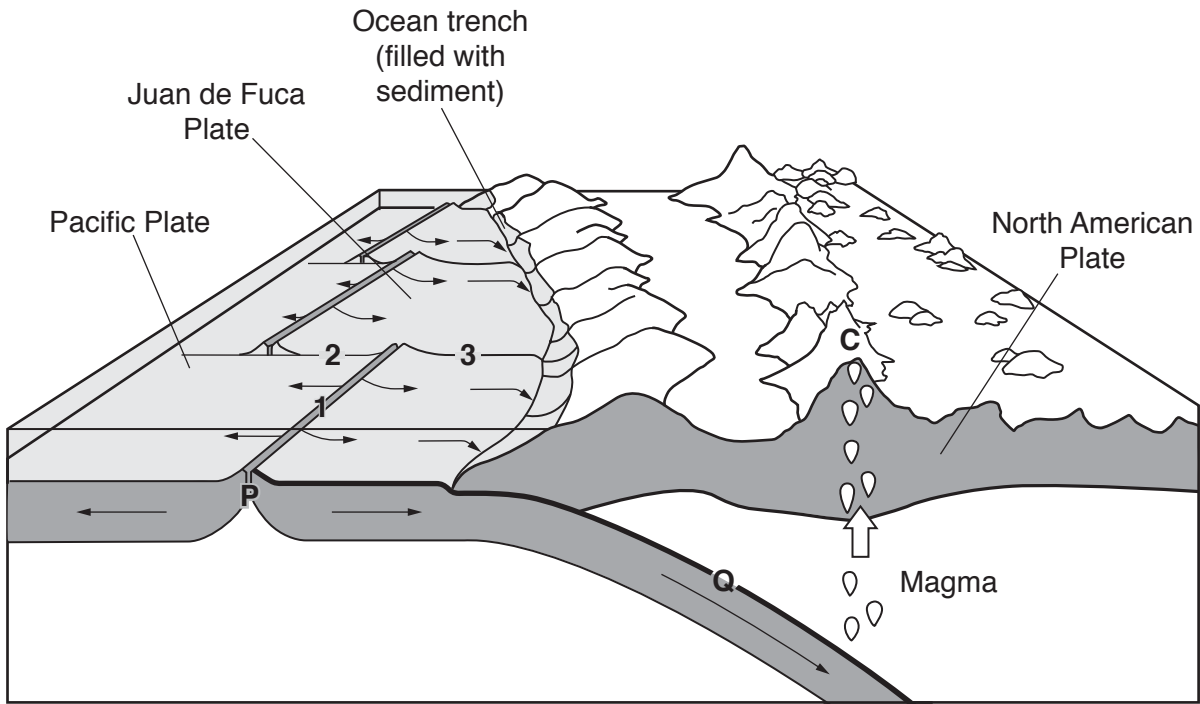 Ocean trench
(filled with
sediment)
Juan de Fuca
Plate
Pacific Plate
North American
Plate
C
2
3
1
P
Q
Magma